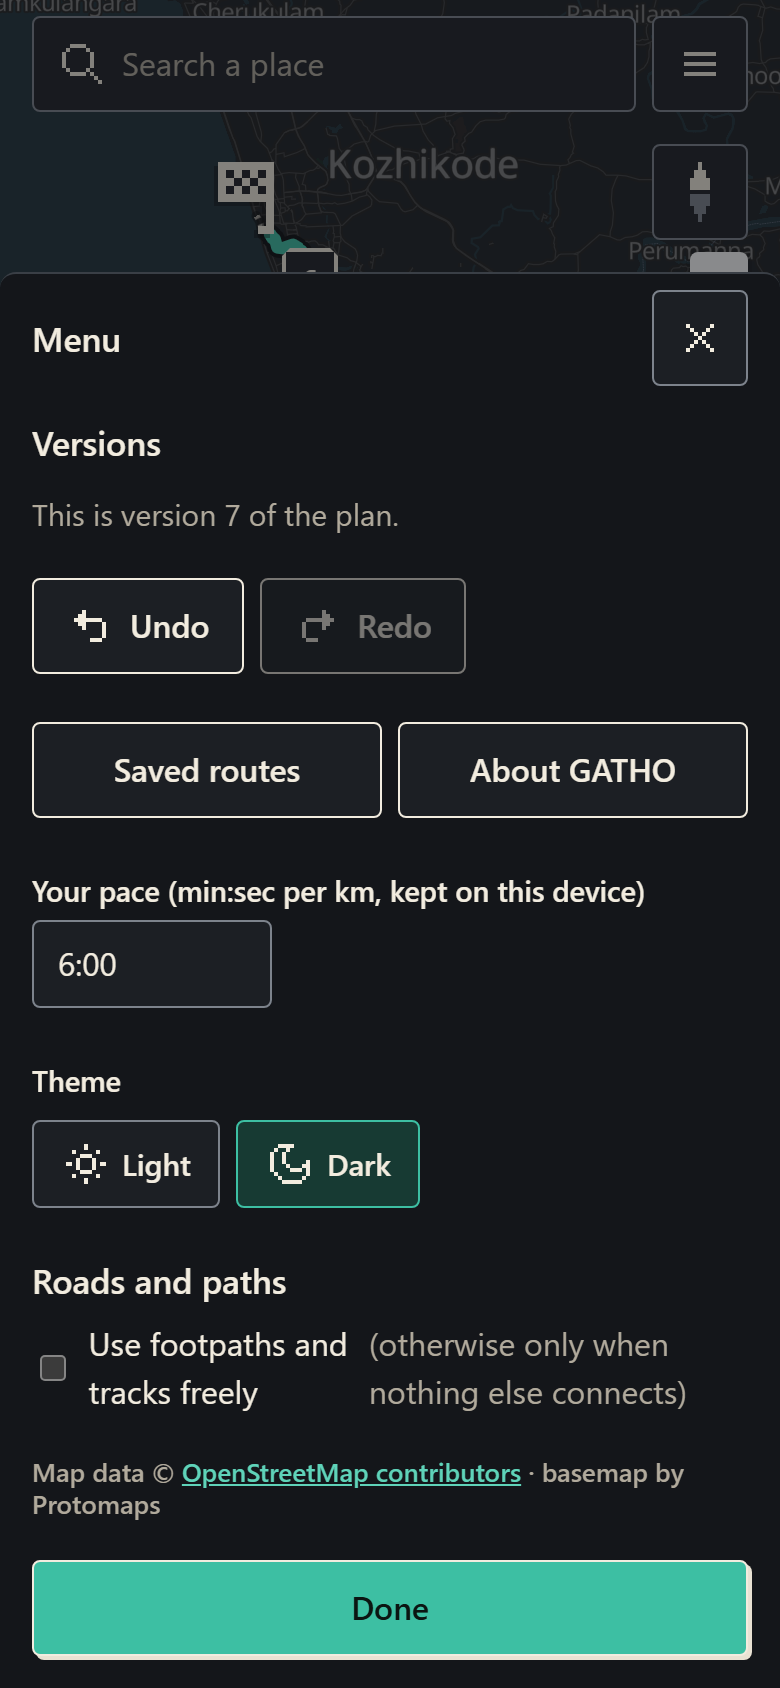 Cherukulam
Search a place
Kozhikode
Perumanna
Menu
Versions
This is version 7 of the plan.
Undo
Redo
Saved routes
About GATHO
Your pace (min:sec per km, kept on this device)
6:00
Theme
Light
Dark
Roads and paths
Use footpaths and (otherwise only when
tracks freely nothing else connects)
Map data © OpenStreetMap contributors · basemap by
Protomaps
Done